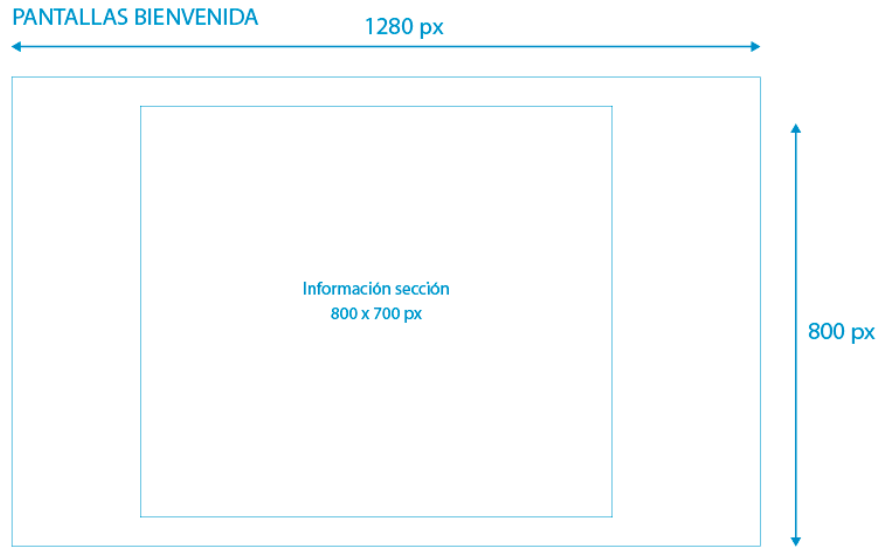 PANTALLAS BIENVENIDA
1280 px
Información sección
800 x 700 px
800 px